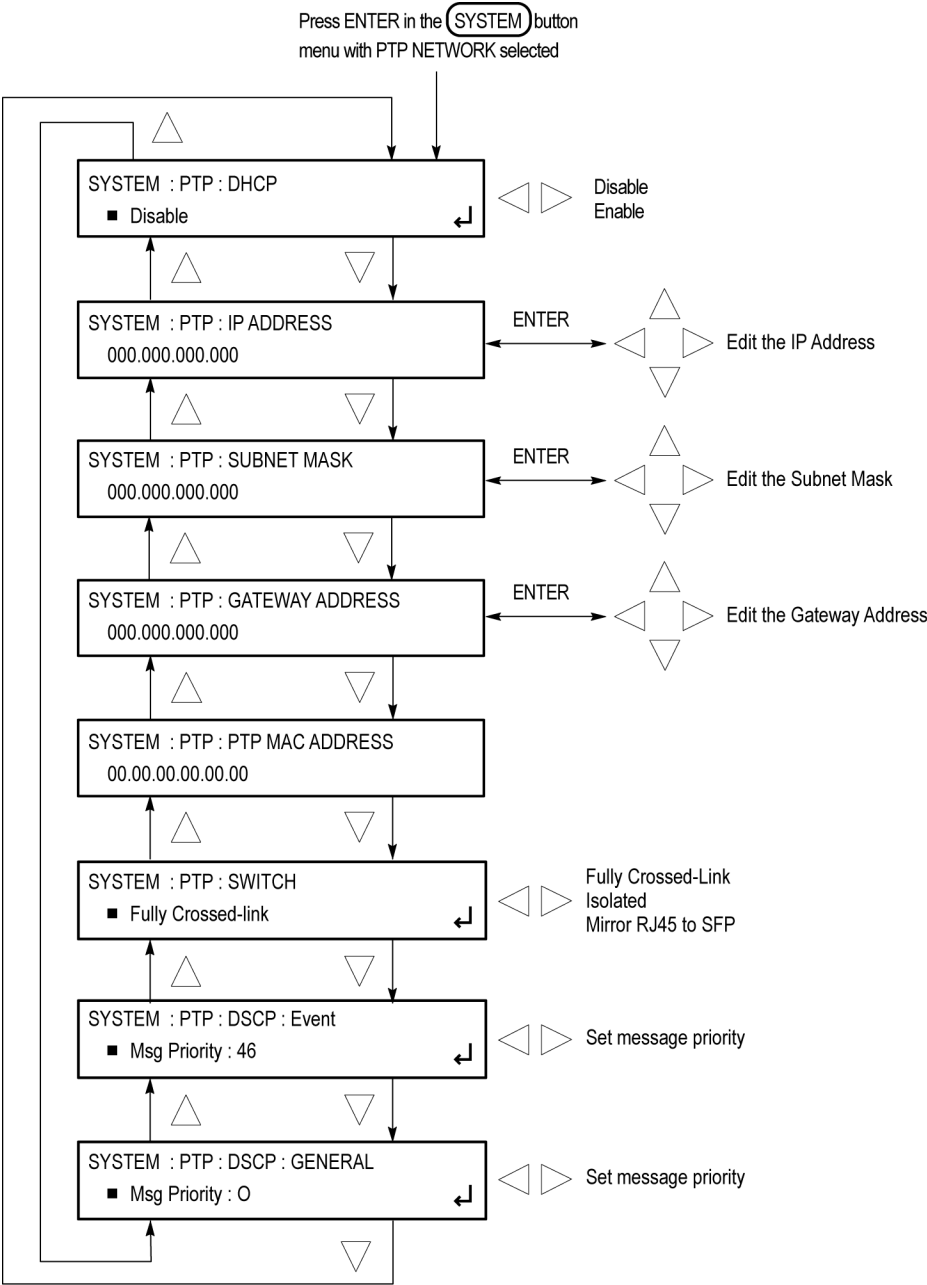 Press ENTER in the SYSTEM button
menu with PTP NETWORK selected
SYSTEM : PTP : DHCP
■ Disable
Disable
Enable
SYSTEM : PTP : IP ADDRESS
000.000.000.000
ENTER
Edit the IP Address
SYSTEM : PTP : SUBNET MASK
000.000.000.000
ENTER
Edit the Subnet Mask
SYSTEM : PTP : GATEWAY ADDRESS
000.000.000.000
ENTER
Edit the Gateway Address
SYSTEM : PTP : PTP MAC ADDRESS
00.00.00.00.00.00
SYSTEM : PTP : SWITCH
■ Fully Crossed-link
Fully Crossed-Link
Isolated
Mirror RJ45 to SFP
SYSTEM : PTP : DSCP : Event
■ Msg Priority : 46
Set message priority
SYSTEM : PTP : DSCP : GENERAL
■ Msg Priority : O
Set message priority